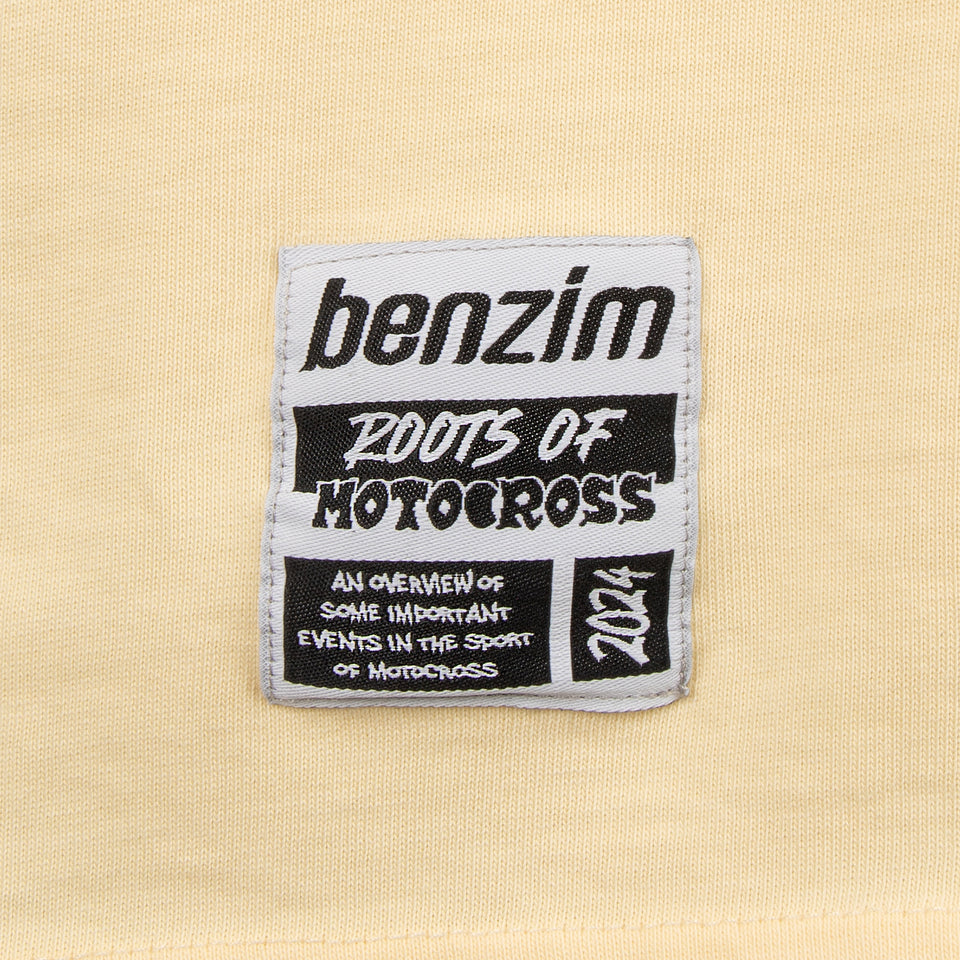 benzim
ROOTS OF
MOTOCROSS
AN OVERVIEW OF
SOME IMPORTANT
EVENTS IN THE SPORT
OF MOTOCROSS
2024